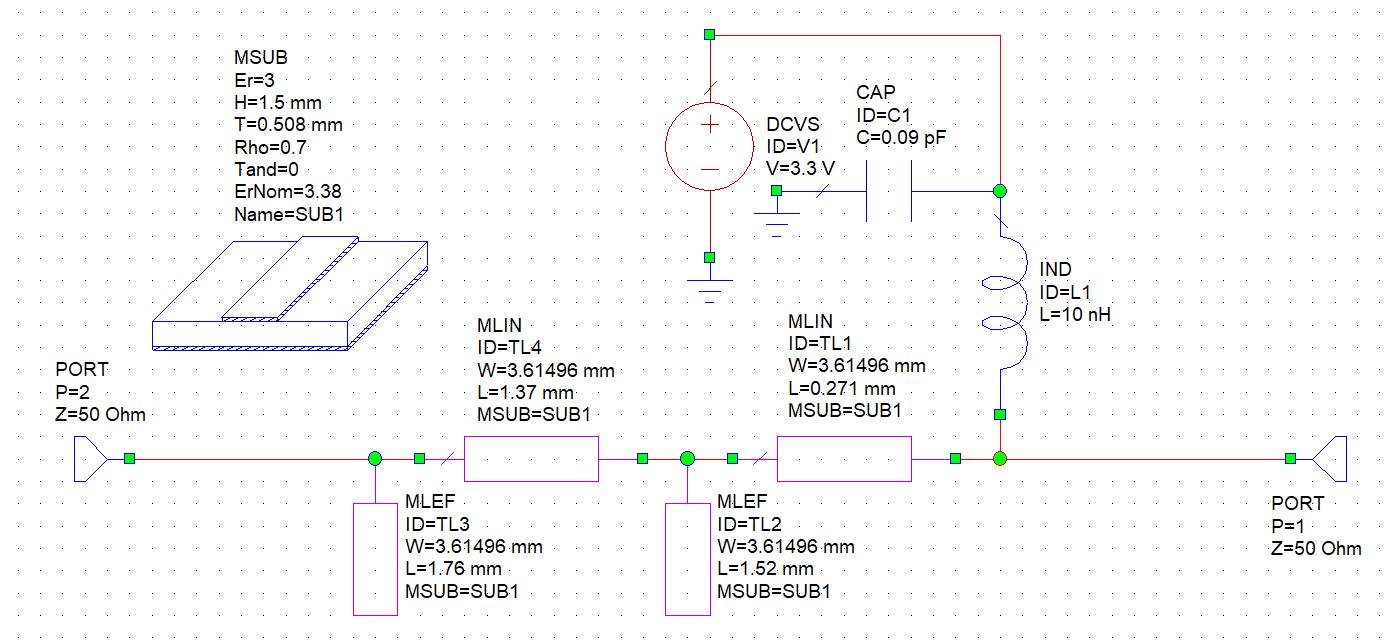 MSUB
Er=3
H=1.5 mm
T=0.508 mm
Rho=0.7
Tand=0
ErNom=3.38
Name=SUB1
+
−
DCVS
ID=V1
V=3.3 V
CAP
ID=C1
C=0.09 pF
IND
ID=L1
L=10 nH
MLIN
ID=TL4
W=3.61496 mm
L=1.37 mm
MSUB=SUB1
MLIN
ID=TL1
W=3.61496 mm
L=0.271 mm
MSUB=SUB1
PORT
P=2
Z=50 Ohm
MLEF
ID=TL3
W=3.61496 mm
L=1.76 mm
MSUB=SUB1
MLEF
ID=TL2
W=3.61496 mm
L=1.52 mm
MSUB=SUB1
PORT
P=1
Z=50 Ohm